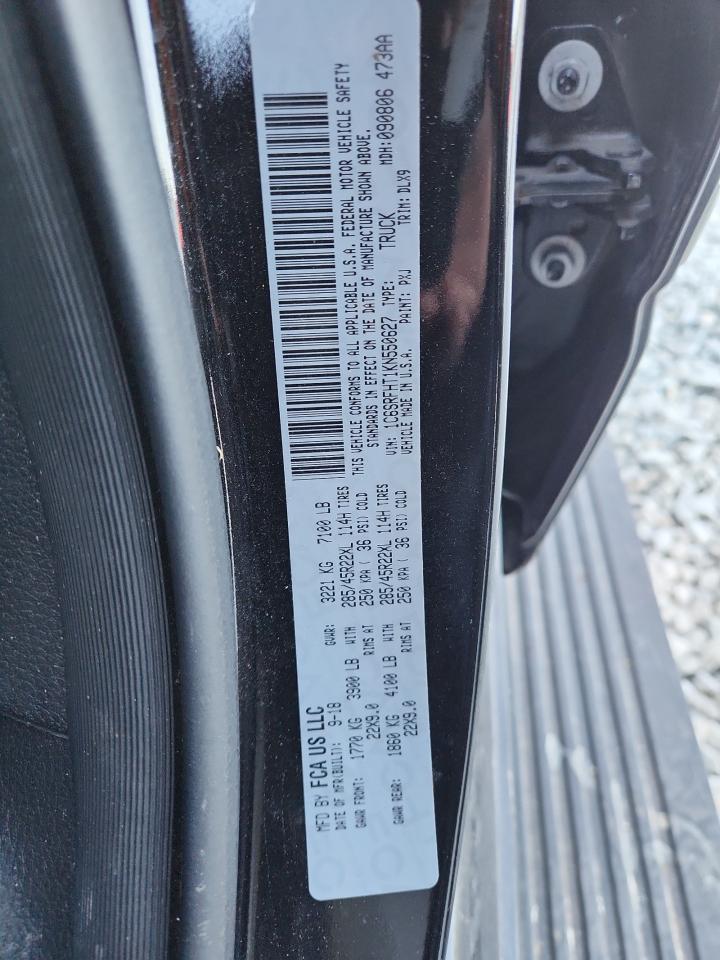 MFD BY FCA US LLC
DATE OF MFR(BUILT): 9-18 GVWR: 3221 KG 7100 LB
GAWR FRONT: 1770 KG 3900 LB WITH 285/45R22XL 114H TIRES
22X9.0 RIMS AT 250 KPA ( 36 PSI) COLD
GAWR REAR: 1860 KG 4100 LB WITH 285/45R22XL 114H TIRES
22X9.0 RIMS AT 250 KPA ( 36 PSI) COLD
THIS VEHICLE CONFORMS TO ALL APPLICABLE U.S.A. FEDERAL MOTOR VEHICLE SAFETY
STANDARDS IN EFFECT ON THE DATE OF MANUFACTURE SHOWN ABOVE.
VIN: 1C6SRFHT1KN550627 TYPE: TRUCK MDH:090806 473AA
VEHICLE MADE IN U.S.A. PAINT: PXJ TRIM: DLX9